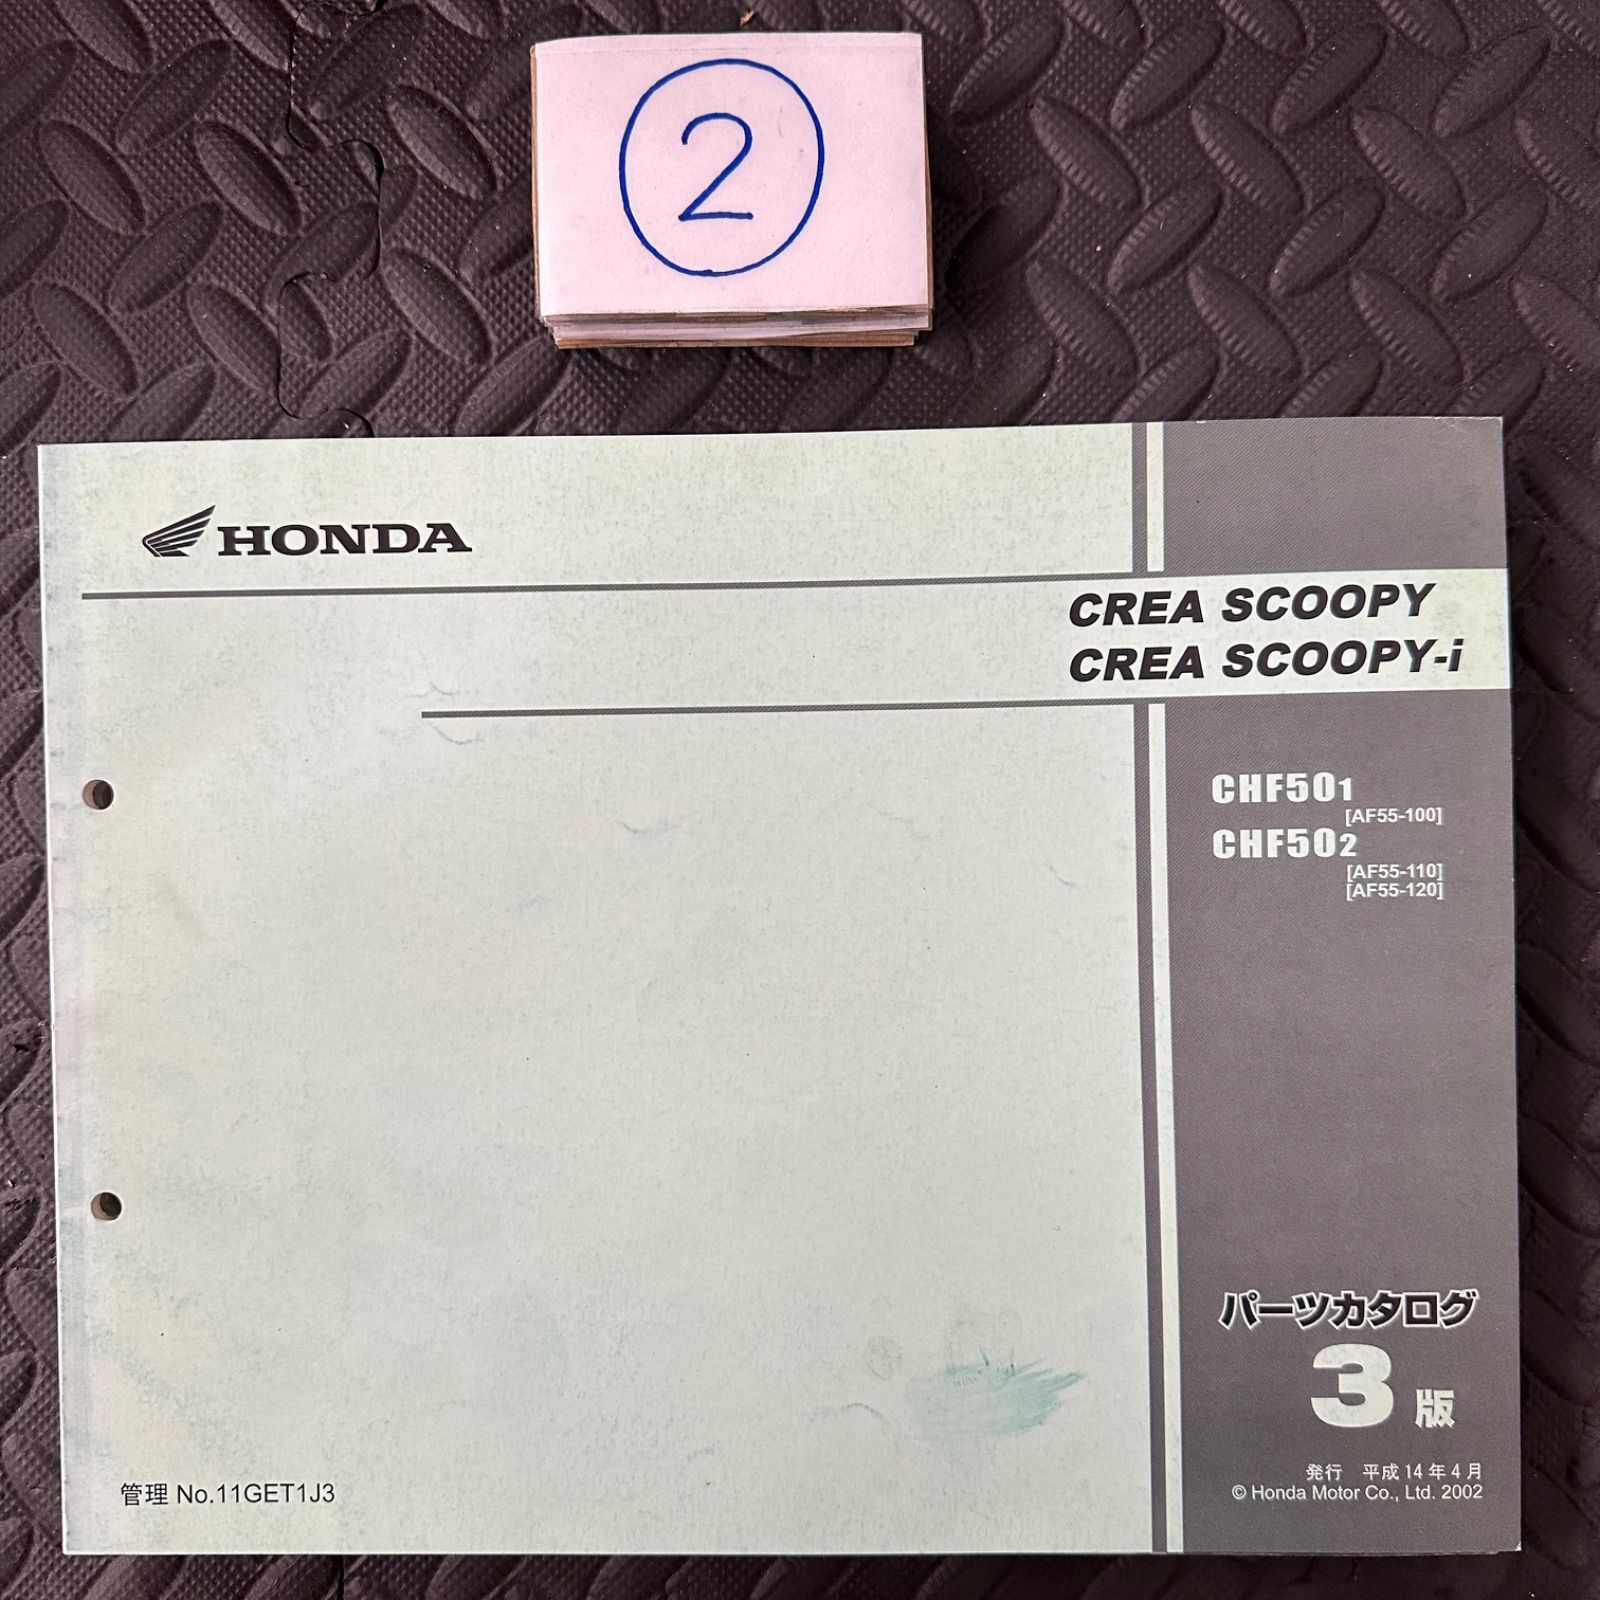 ②
HONDA
CREA SCOOPY
CREA SCOOPY-i
CHF501
[AF55-100]
CHF502
[AF55-110]
[AF55-120]
パーツカタログ
3版
発行 平成14年4月
© Honda Motor Co., Ltd. 2002
管理 No.11GET1J3